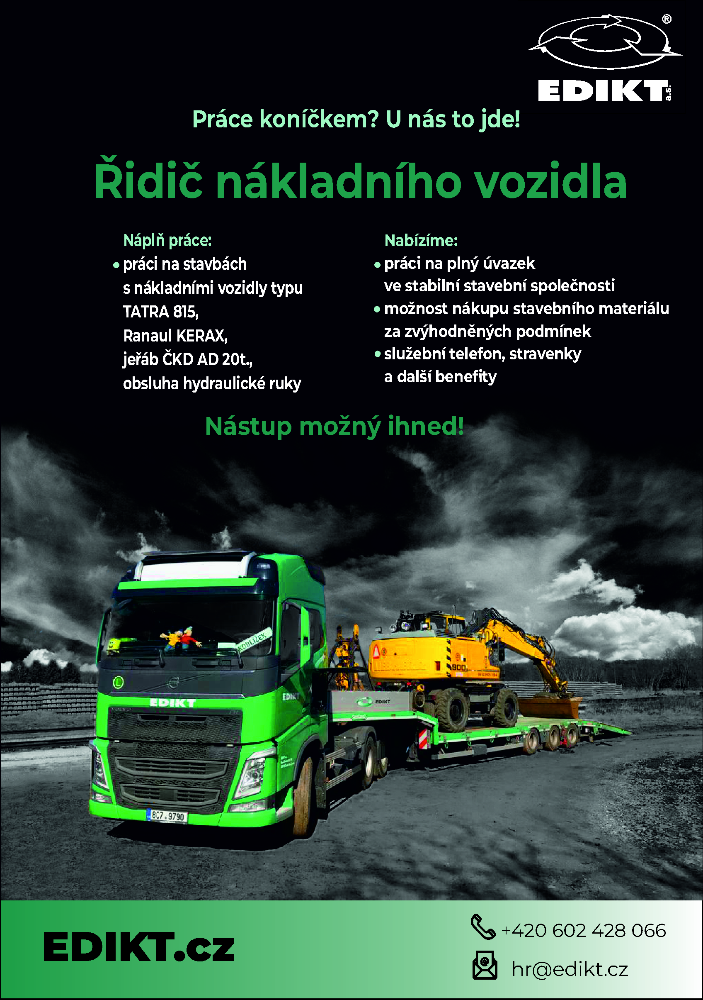 ®
EDIKT a.s.
Práce koníčkem? U nás to jde!
Řidič nákladního vozidla
Náplň práce:
• práci na stavbách
s nákladními vozidly typu
TATRA 815,
Ranaul KERAX,
jeřáb ČKD AD 20t.,
obsluha hydraulické ruky
Nabízíme:
• práci na plný úvazek
ve stabilní stavební společnosti
• možnost nákupu stavebního materiálu
za zvýhodněných podmínek
• služební telefon, stravenky
a další benefity
Nástup možný ihned!
KOBLÍŽEK
L
EDIKT
EDIKT
EDIKT
900
8C7 9790
EDIKT.cz
+420 602 428 066
hr@edikt.cz